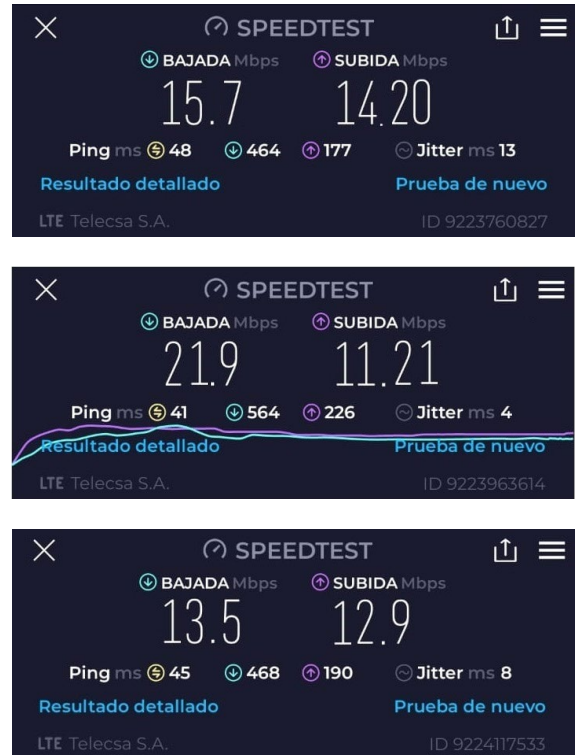 SPEEDTEST
BAJADA Mbps SUBIDA Mbps
15.7 14.20
Ping ms 48 464 177 Jitter ms 13
Resultado detallado Prueba de nuevo
LTE Telecsa S.A. ID 9223760827
SPEEDTEST
BAJADA Mbps SUBIDA Mbps
21.9 11.21
Ping ms 41 564 226 Jitter ms 4
Resultado detallado Prueba de nuevo
LTE Telecsa S.A. ID 9223963614
SPEEDTEST
BAJADA Mbps SUBIDA Mbps
13.5 12.9
Ping ms 45 468 190 Jitter ms 8
Resultado detallado Prueba de nuevo
LTE Telecsa S.A. ID 9224117533